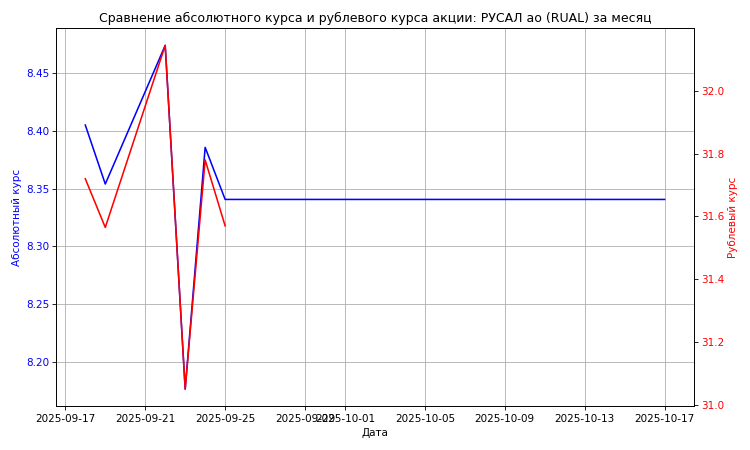 Сравнение абсолютного курса и рублевого курса акции: РУСАЛ ао (RUAL) за месяц
8.45
8.40
8.35
8.30
8.25
8.20
Абсолютный курс
32.0
31.8
31.6
31.4
31.2
31.0
Рублевый курс
2025-09-17 2025-09-21 2025-09-25 2025-09-29 2025-10-01 2025-10-05 2025-10-09 2025-10-13 2025-10-17
Дата